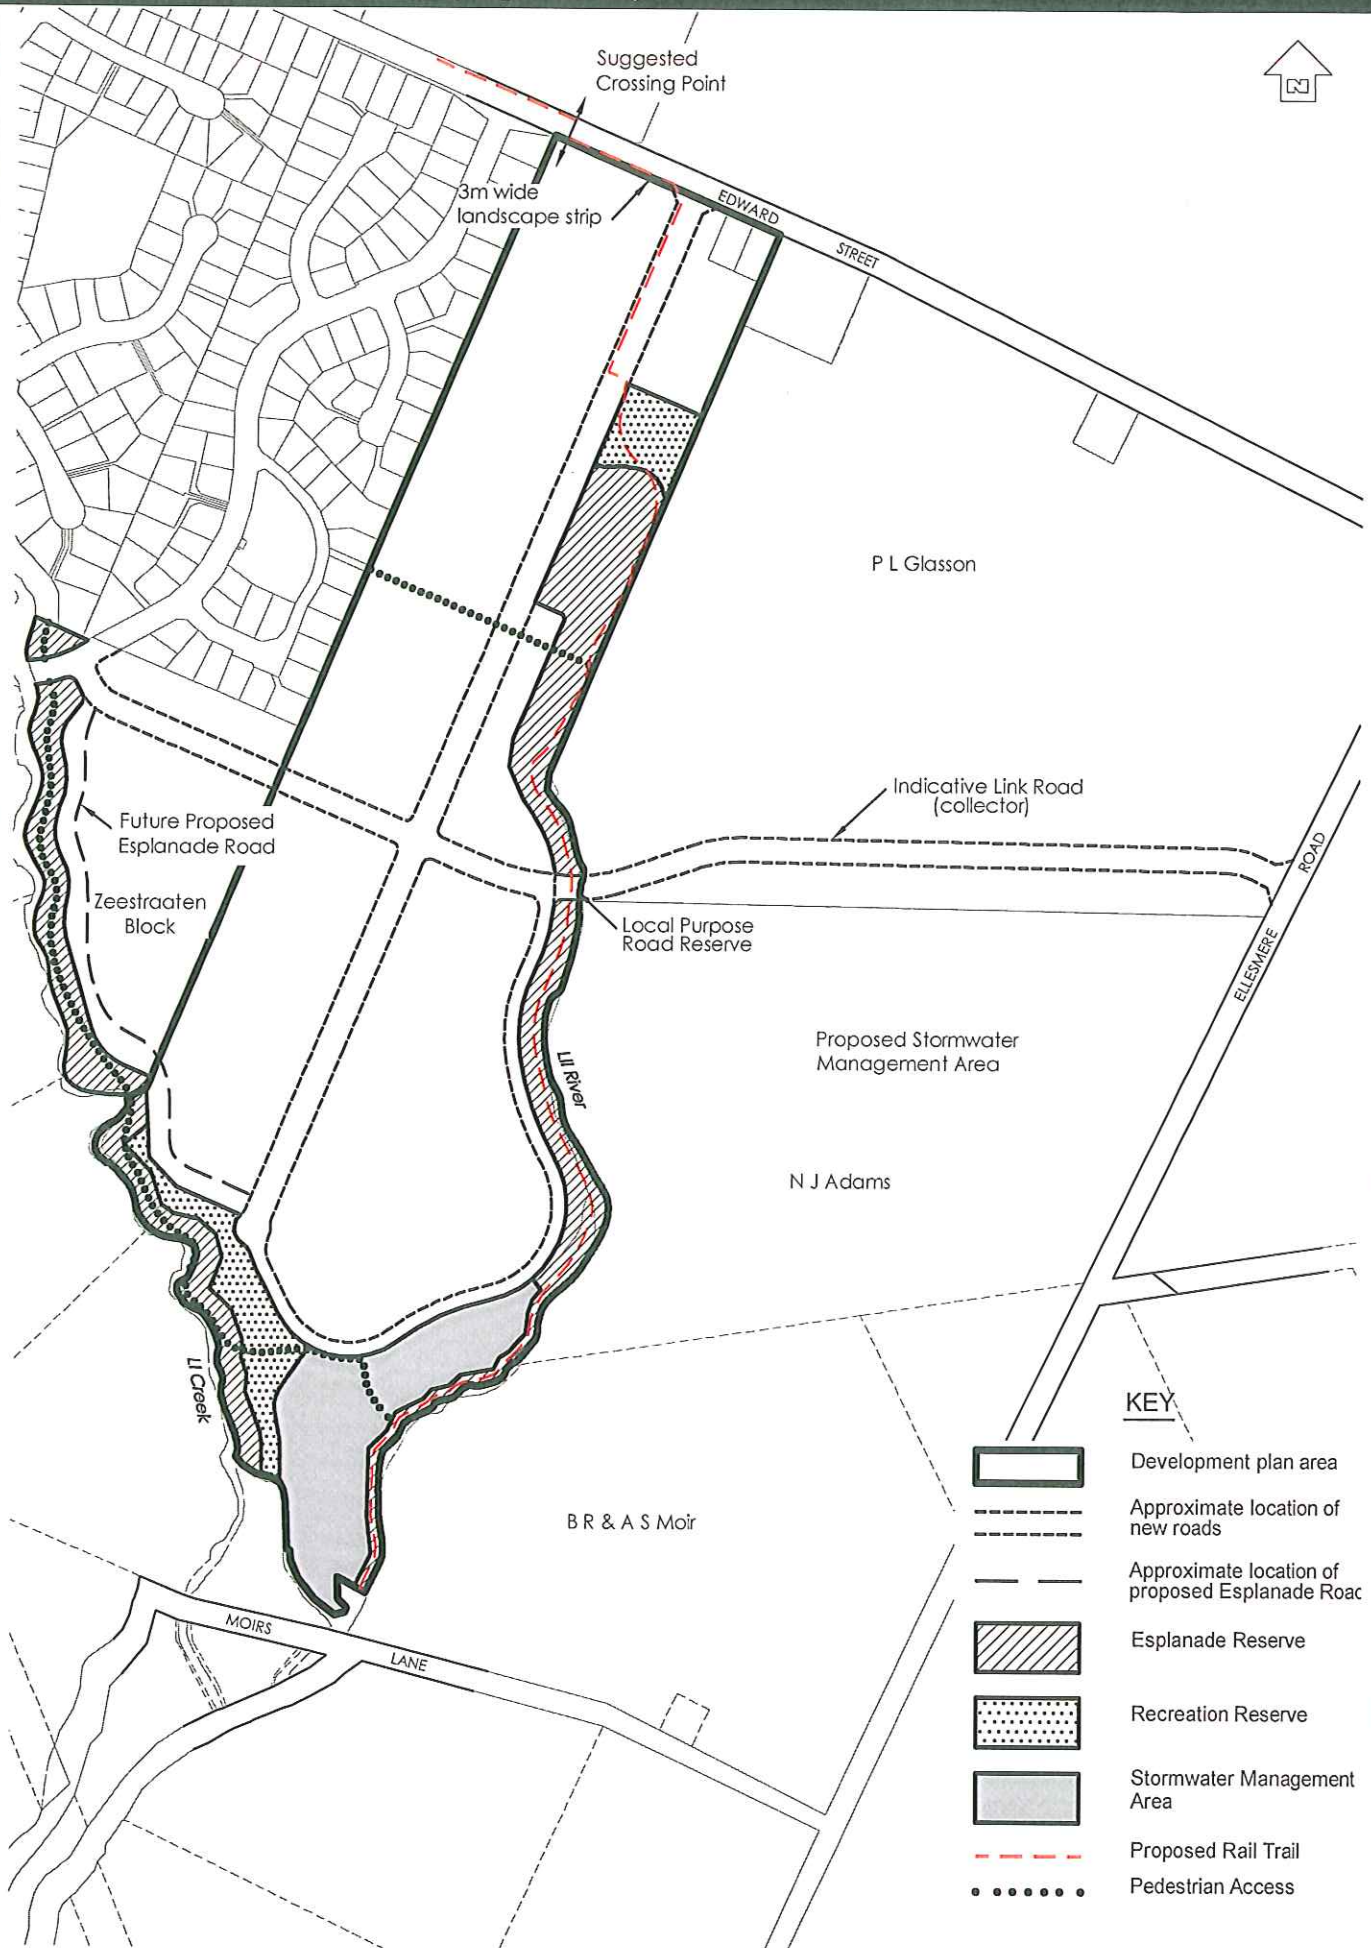 Suggested
Crossing Point
N
3m wide
landscape strip
EDWARD
STREET
P L Glasson
Indicative Link Road
(collector)
Future Proposed
Esplanade Road
Zeestraaten
Block
Local Purpose
Road Reserve
ROAD
ELLESMERE
Proposed Stormwater
Management Area
LII River
N J Adams
LI Creek
B R & A S Moir
MOIRS
LANE
KEY
Development plan area
Approximate location of
new roads
Approximate location of
proposed Esplanade Road
Esplanade Reserve
Recreation Reserve
Stormwater Management
Area
Proposed Rail Trail
Pedestrian Access